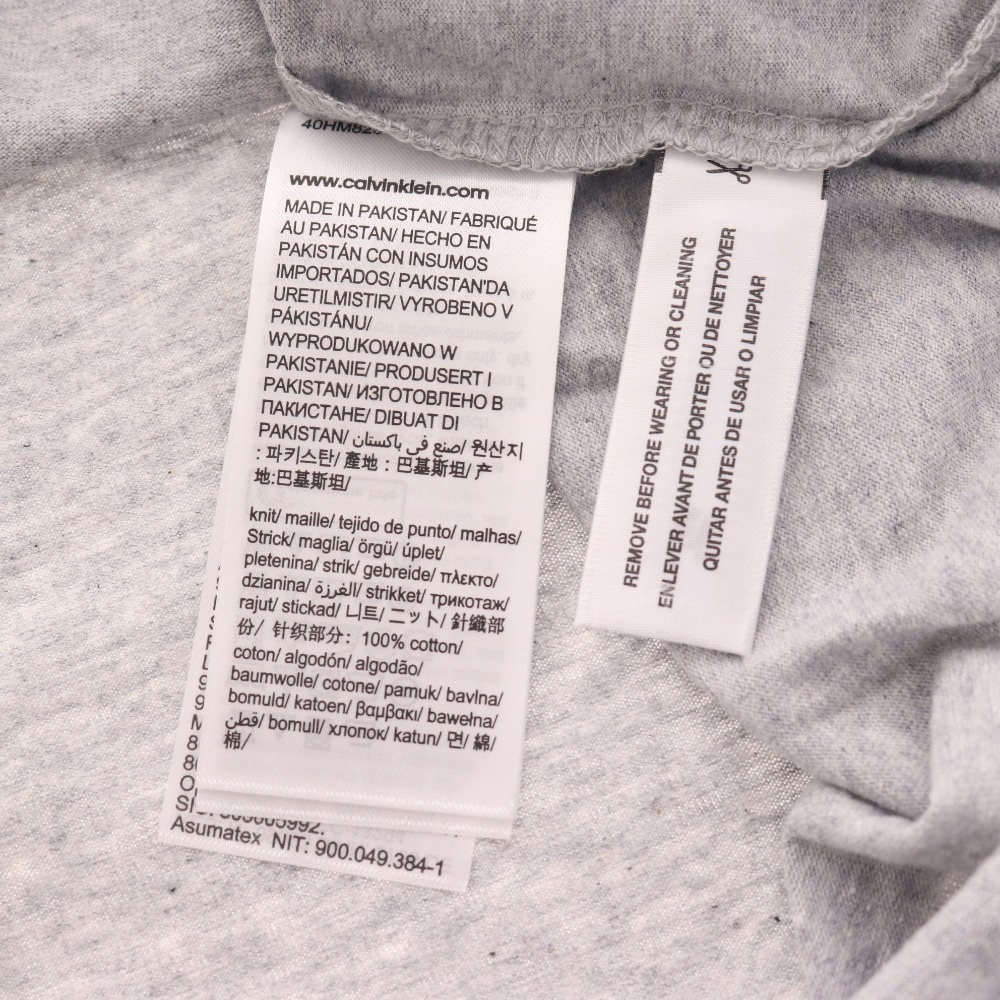 40HM82
www.calvinklein.com
MADE IN PAKISTAN/ FABRIQUÉ
AU PAKISTAN/ HECHO EN
PAKISTÁN CON INSUMOS
IMPORTADOS/ PAKISTAN'DA
URETILMISTIR/ VYROBENO V
PÁKISTÁNU/
WYPRODUKOWANO W
PAKISTANIE/ PRODUSERT I
PAKISTAN/ ИЗГОТОВЛЕНО В
ПАКИСТАНЕ/ DIBUAT DI
PAKISTAN/ صنع في باكستان/ 원산지
: 파키스탄/ 產地：巴基斯坦/ 产
地:巴基斯坦/
knit/ maille/ tejido de punto/ malhas/
Strick/ maglia/ örgü/ úplet/
pletenina/ strik/ gebreide/ πλεκτο/
dzianina/ الغرزة/ strikket/ трикотаж/
rajut/ stickad/ 니트/ ニット/ 針織部
份/ 针织部分：100% cotton/
coton/ algodón/ algodão/
baumwolle/ cotone/ pamuk/ bavlna/
bomuld/ katoen/ βαμβακι/ bawełna/
قطن/ bomull/ хлопок/ katun/ 면/ 綿/
棉/
Asumatex NIT: 900.049.384-1
REMOVE BEFORE WEARING OR CLEANING
ENLEVER AVANT DE PORTER OU DE NETTOYER
QUITAR ANTES DE USAR O LIMPIAR